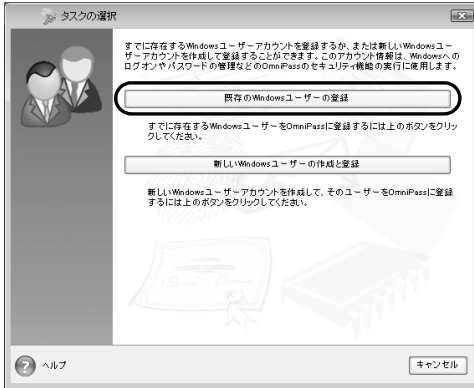 タスクの選択
すでに存在するWindowsユーザーアカウントを登録するか、または新しいWindowsユー
ザーアカウントを作成して登録することができます。このアカウント情報は、Windowsへの
ログオンやパスワードの管理などのOmniPassのセキュリティ機能の実行に使用します。
既存のWindowsユーザーの登録
すでに存在するWindowsユーザーをOmniPassに登録するには上のボタンをクリッ
クしてください。
新しいWindowsユーザーの作成と登録
新しいWindowsユーザーアカウントを作成して、そのユーザーをOmniPassに登録
するには上のボタンをクリックしてください。
ヘルプ
キャンセル